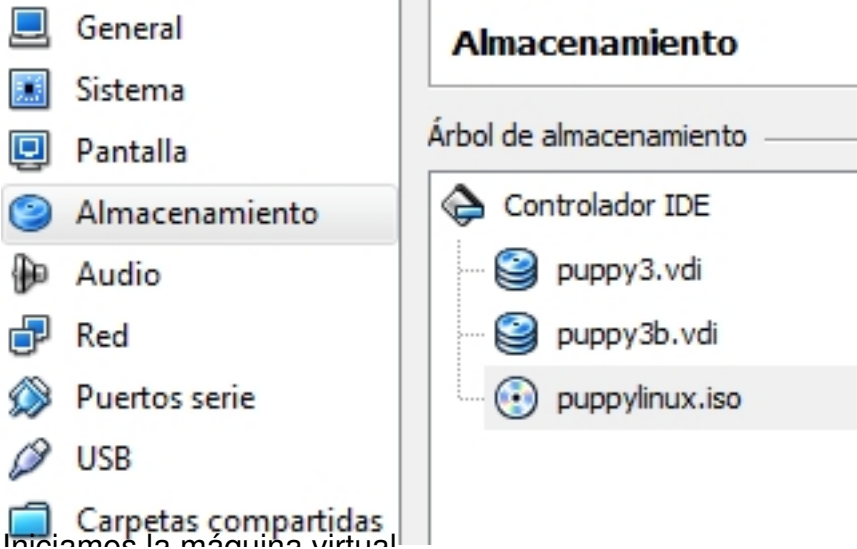 General
Sistema
Pantalla
Almacenamiento
Audio
Red
Puertos serie
USB
Carpetas compartidas
Iniciamos la máquina virtual
Almacenamiento
Árbol de almacenamiento
Controlador IDE
puppy3.vdi
puppy3b.vdi
puppylinux.iso